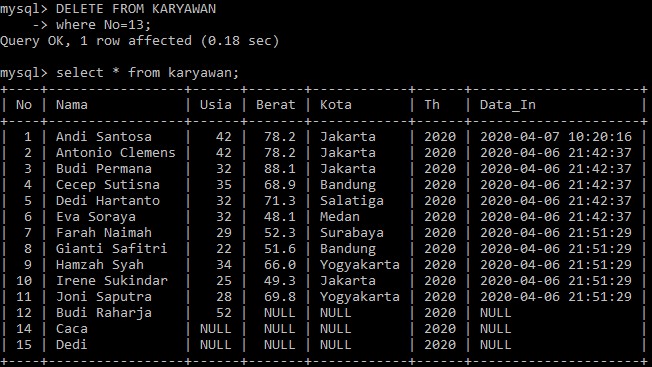 mysql> DELETE FROM KARYAWAN
    -> where No=13;
Query OK, 1 row affected (0.18 sec)
mysql> select * from karyawan;
+----+-----------------+------+-------+------------+------+---------------------+
| No | Nama            | Usia | Berat | Kota       | Th   | Data_In             |
+----+-----------------+------+-------+------------+------+---------------------+
|  1 | Andi Santosa    |   42 |  78.2 | Jakarta    | 2020 | 2020-04-07 10:20:16 |
|  2 | Antonio Clemens |   42 |  78.2 | Jakarta    | 2020 | 2020-04-06 21:42:37 |
|  3 | Budi Permana    |   32 |  88.1 | Jakarta    | 2020 | 2020-04-06 21:42:37 |
|  4 | Cecep Sutisna   |   35 |  68.9 | Bandung    | 2020 | 2020-04-06 21:42:37 |
|  5 | Dedi Hartanto   |   32 |  71.3 | Salatiga   | 2020 | 2020-04-06 21:42:37 |
|  6 | Eva Soraya      |   32 |  48.1 | Medan      | 2020 | 2020-04-06 21:42:37 |
|  7 | Farah Naimah    |   29 |  52.3 | Surabaya   | 2020 | 2020-04-06 21:51:29 |
|  8 | Gianti Safitri  |   22 |  51.6 | Bandung    | 2020 | 2020-04-06 21:51:29 |
|  9 | Hamzah Syah     |   34 |  66.0 | Yogyakarta | 2020 | 2020-04-06 21:51:29 |
| 10 | Irene Sukindar  |   25 |  49.3 | Jakarta    | 2020 | 2020-04-06 21:51:29 |
| 11 | Joni Saputra    |   28 |  69.8 | Yogyakarta | 2020 | 2020-04-06 21:51:29 |
| 12 | Budi Raharja    |   52 |  NULL | NULL       | 2020 | NULL                |
| 14 | Caca            | NULL |  NULL | NULL       | 2020 | NULL                |
| 15 | Dedi            | NULL |  NULL | NULL       | 2020 | NULL                |
+----+-----------------+------+-------+------------+------+---------------------+